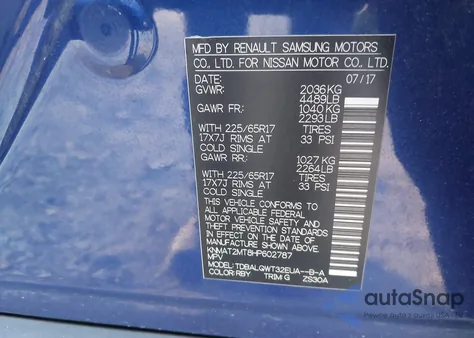 MFD BY RENAULT SAMSUNG MOTORS
CO., LTD. FOR NISSAN MOTOR CO., LTD.
DATE: 07/17
GVWR: 2036KG
4489LB
GAWR FR: 1040KG
2293LB
WITH 225/65R17 TIRES
17X7J RIMS AT 33 PSI
COLD SINGLE
GAWR RR: 1027KG
2264LB
WITH 225/65R17 TIRES
17X7J RIMS AT 33 PSI
COLD SINGLE
THIS VEHICLE CONFORMS TO
ALL APPLICABLE FEDERAL
MOTOR VEHICLE SAFETY AND
THEFT PREVENTION STANDARDS
IN EFFECT ON THE DATE OF
MANUFACTURE SHOWN ABOVE.
KNMAT2MT8HP602787
MPV
MODEL: TDBALQWT32EUA--B-A
COLOR:RBY TRIM G ZS30A
autoSnap